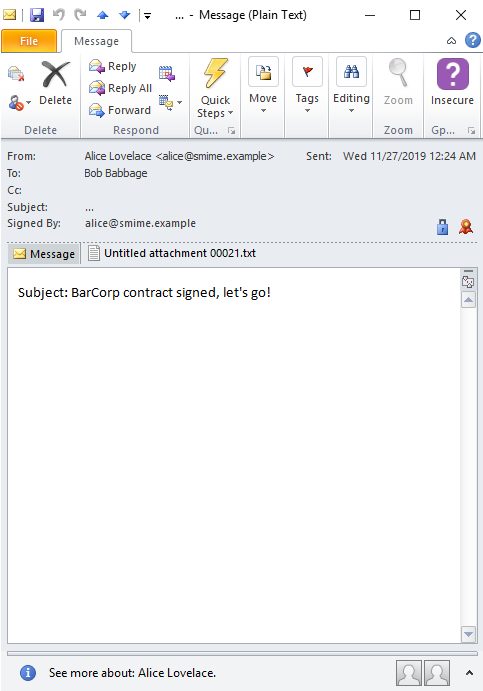 ... - Message (Plain Text)
File Message
Delete
Reply
Reply All
Forward
Quick Steps
Move
Tags
Editing
Zoom
Insecure
Delete Respond Qu... Zoom Gp...
From: Alice Lovelace <alice@smime.example> Sent: Wed 11/27/2019 12:24 AM
To: Bob Babbage
Cc:
Subject: ...
Signed By: alice@smime.example
Message Untitled attachment 00021.txt
Subject: BarCorp contract signed, let's go!
See more about: Alice Lovelace.